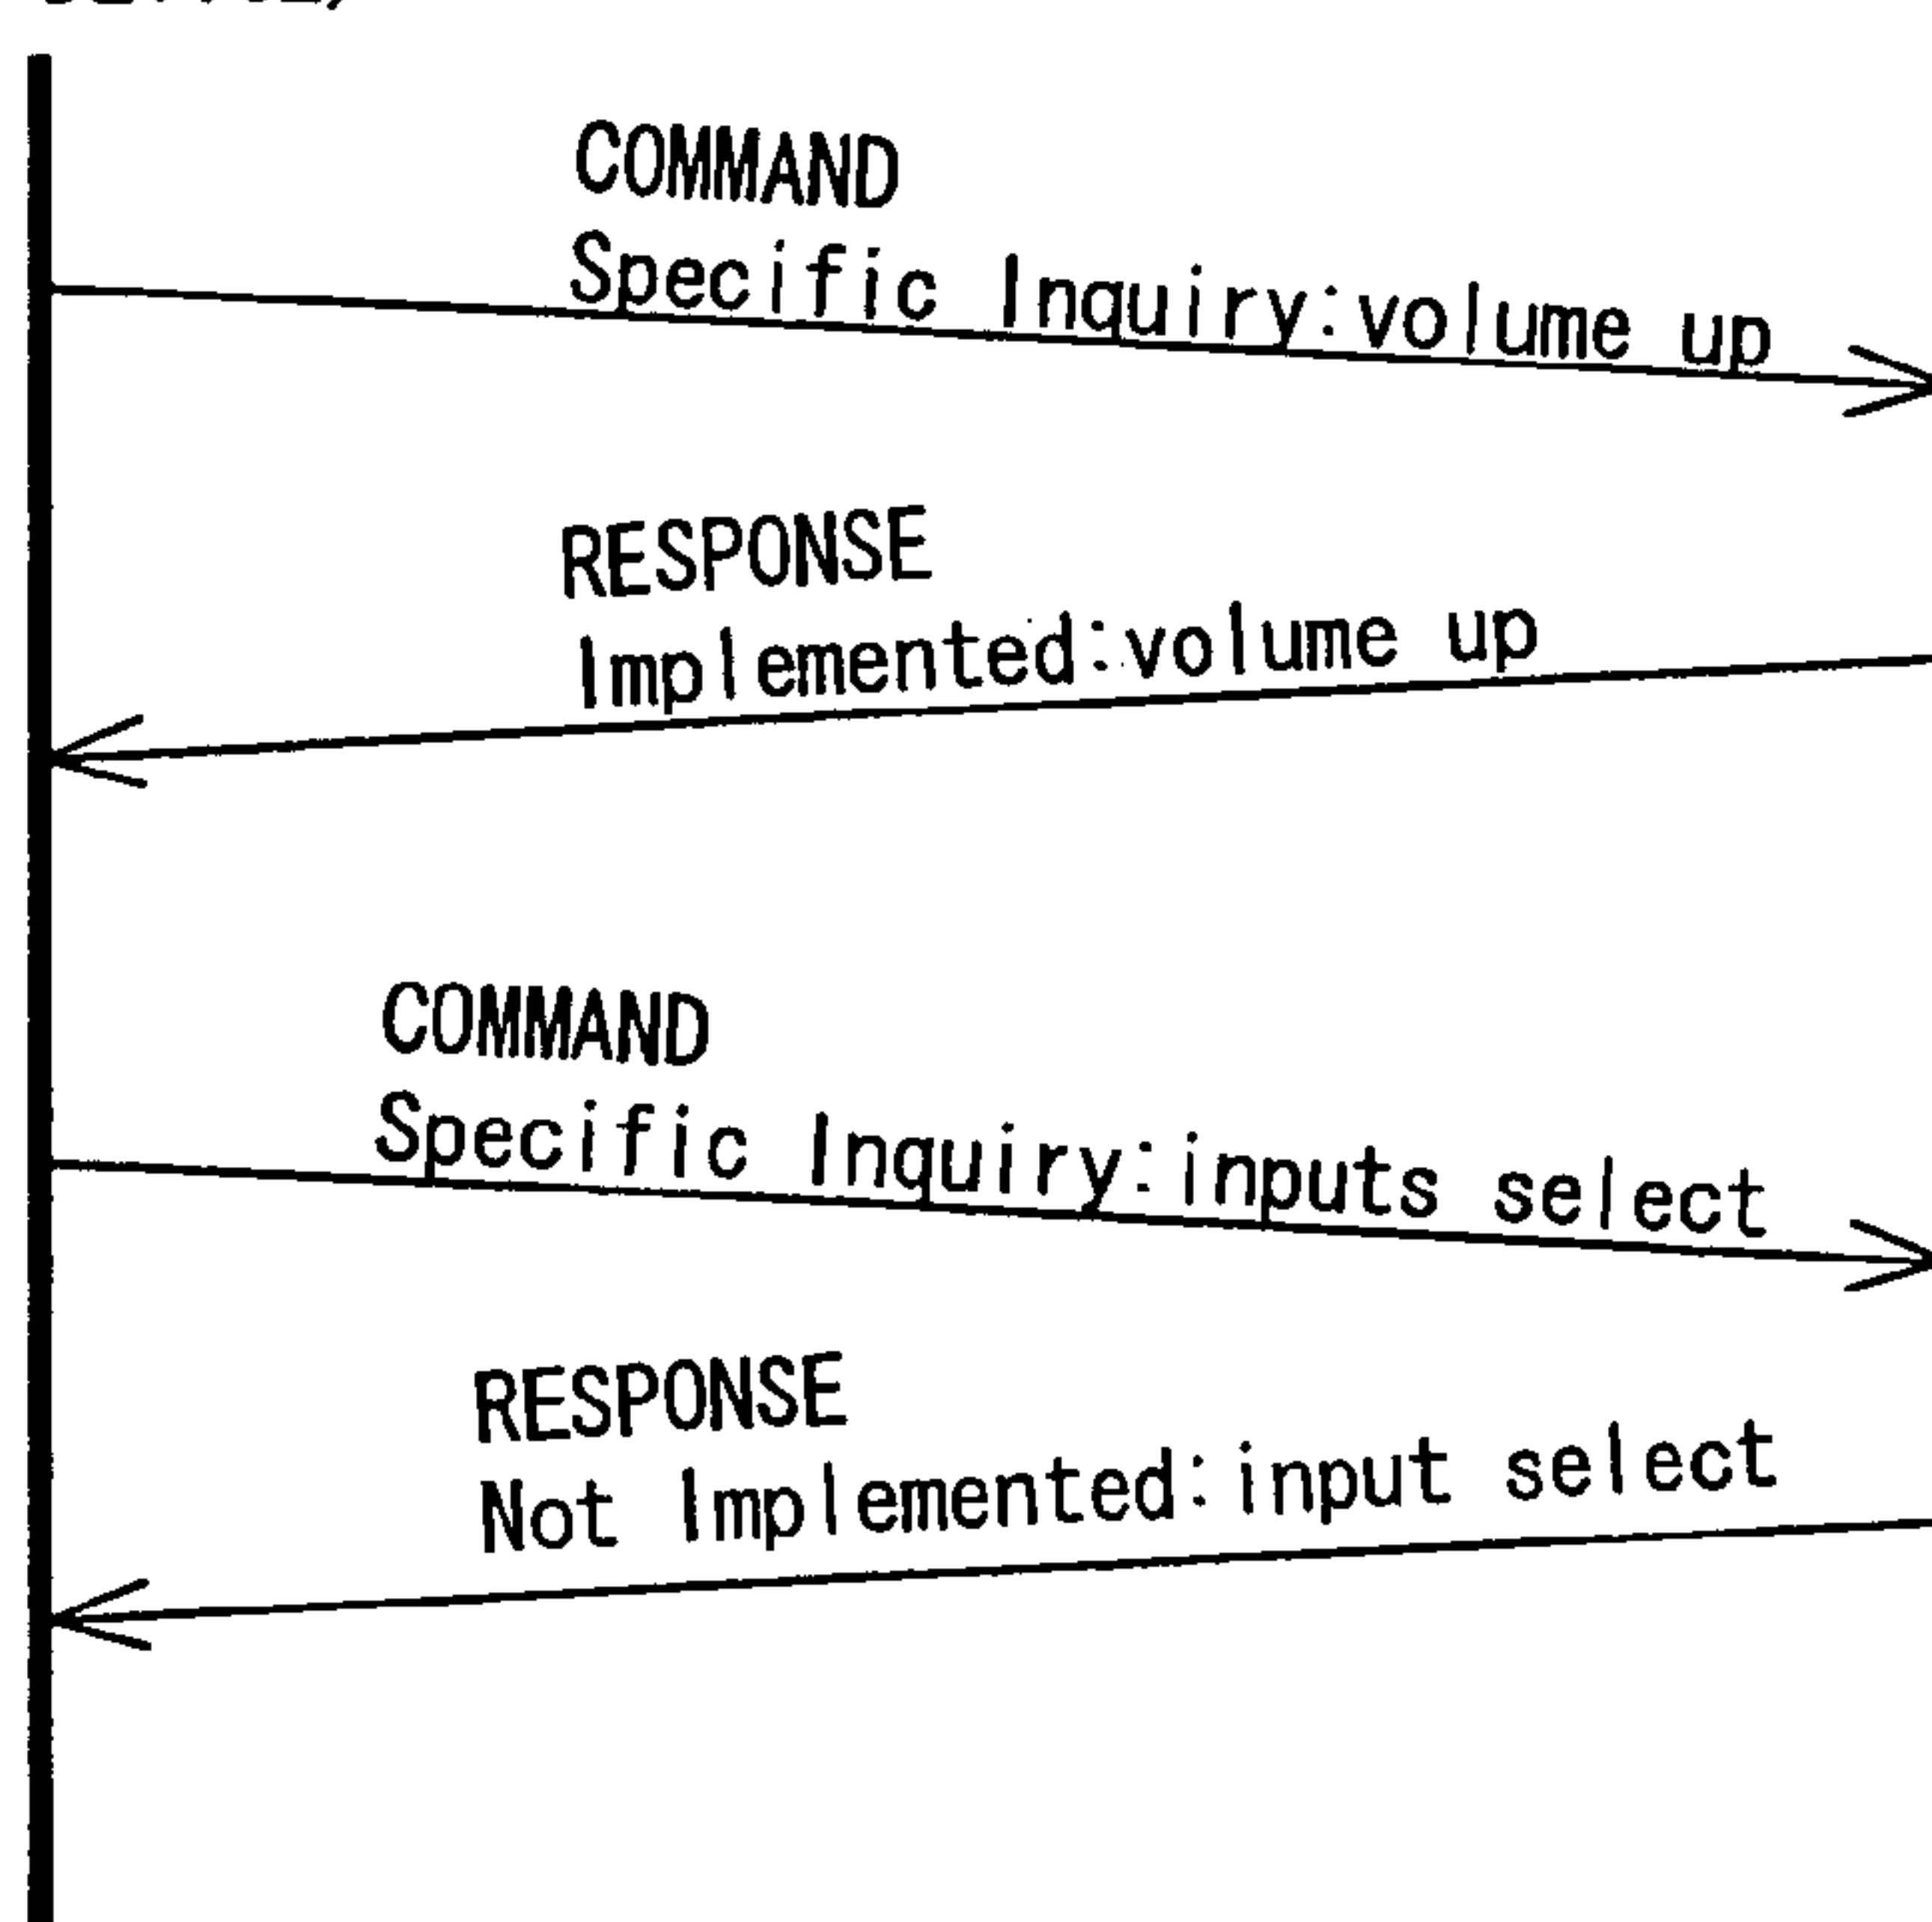 COMMAND
Specific Inquiry:volume up
RESPONSE
Implemented:volume up
COMMAND
Specific Inquiry:inputs select
RESPONSE
Not Implemented:input select